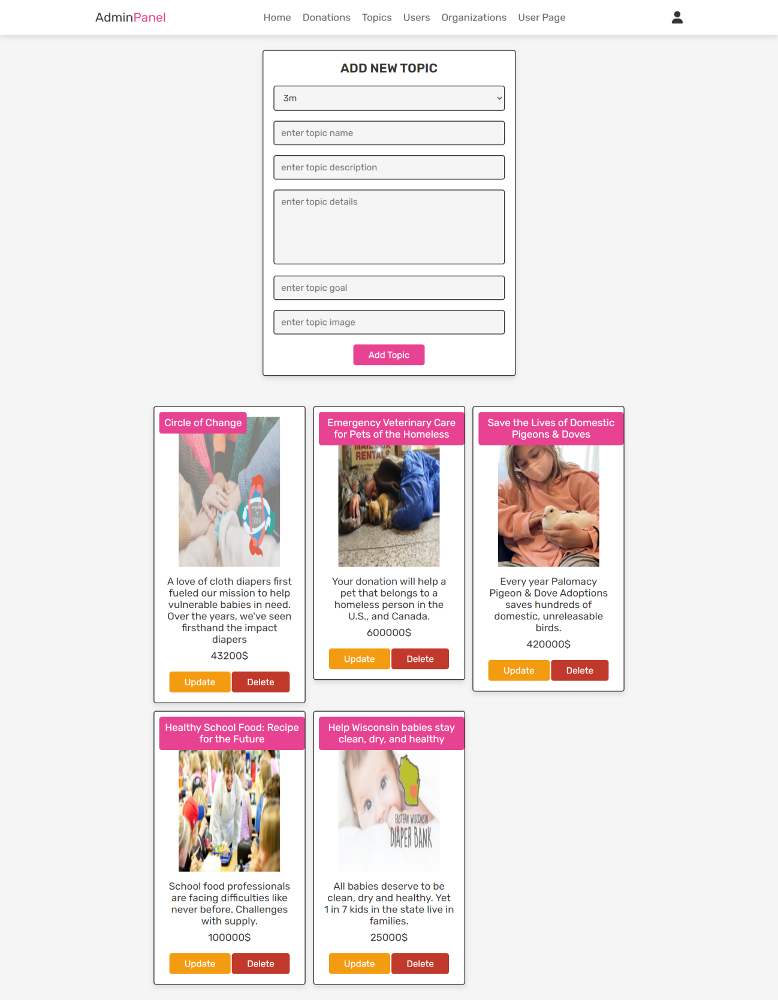 AdminPanel
Home Donations Topics Users Organizations User Page
ADD NEW TOPIC
3m
enter topic name
enter topic description
enter topic details
enter topic goal
enter topic image
Add Topic
Circle of Change
A love of cloth diapers first
fueled our mission to help
vulnerable babies in need.
Over the years, we've seen
firsthand the impact
diapers
43200$
Update Delete
Emergency Veterinary Care
for Pets of the Homeless
RENTALS
Your donation will help a
pet that belongs to a
homeless person in the
U.S., and Canada.
600000$
Update Delete
Save the Lives of Domestic
Pigeons & Doves
Every year Palomacy
Pigeon & Dove Adoptions
saves hundreds of
domestic, unreleasable
birds.
420000$
Update Delete
Healthy School Food: Recipe
for the Future
School food professionals
are facing difficulties like
never before. Challenges
with supply.
100000$
Update Delete
Help Wisconsin babies stay
clean, dry, and healthy
EASTERN WISCONSIN
DIAPER BANK
All babies deserve to be
clean, dry and healthy. Yet
1 in 7 kids in the state live in
families.
25000$
Update Delete